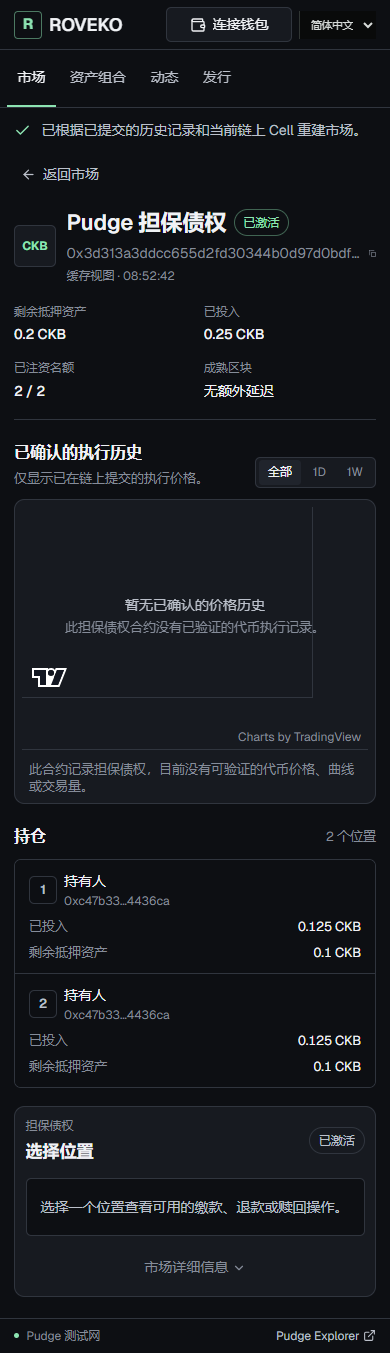 R ROVEKO 连接钱包 简体中文
市场 资产组合 动态 发行
已根据已提交的历史记录和当前链上 Cell 重建市场。
返回市场
CKB
Pudge 担保债权 已激活
0x3d313a3ddcc655d2fd30344b0d97d0bdf...
缓存视图 · 08:52:42
剩余抵押资产 已投入
0.2 CKB 0.25 CKB
已注资名额 成熟区块
2 / 2 无额外延迟
已确认的执行历史
仅显示已在链上提交的执行价格。
全部 1D 1W
暂无已确认的价格历史
此担保债权合约没有已验证的代币执行记录。
Charts by TradingView
此合约记录担保债权，目前没有可验证的代币价格、曲线
或交易量。
持仓 2 个位置
1 持有人
0xc47b33...4436ca
已投入 0.125 CKB
剩余抵押资产 0.1 CKB
2 持有人
0xc47b33...4436ca
已投入 0.125 CKB
剩余抵押资产 0.1 CKB
担保债权
选择位置 已激活
选择一个位置查看可用的缴款、退款或赎回操作。
市场详细信息
Pudge 测试网 Pudge Explorer